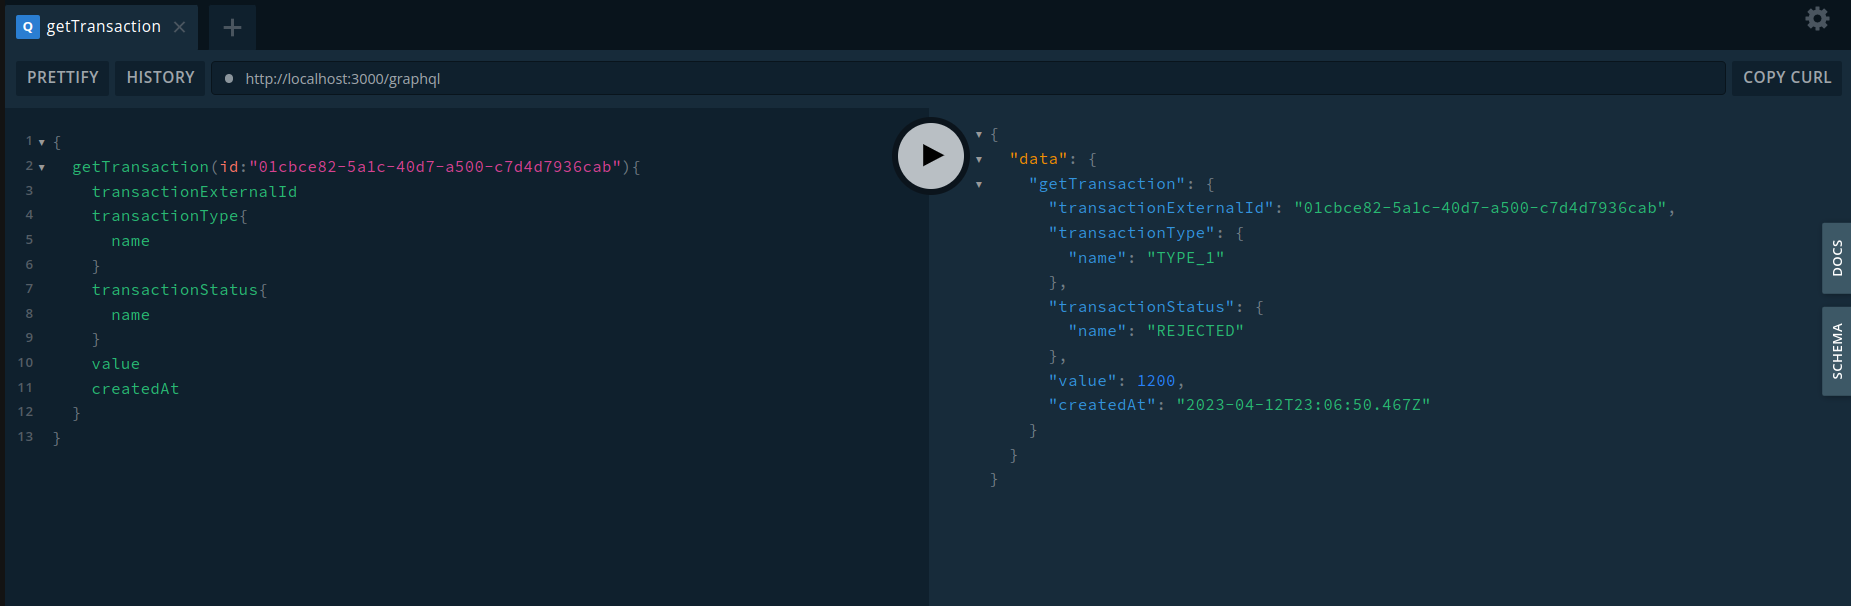 Q getTransaction × +
PRETTIFY HISTORY http://localhost:3000/graphql COPY CURL
1 {
2 getTransaction(id:"01cbce82-5a1c-40d7-a500-c7d4d7936cab"){
3 transactionExternalId
4 transactionType{
5 name
6 }
7 transactionStatus{
8 name
9 }
10 value
11 createdAt
12 }
13 }
{
"data": {
"getTransaction": {
"transactionExternalId": "01cbce82-5a1c-40d7-a500-c7d4d7936cab",
"transactionType": {
"name": "TYPE_1"
},
"transactionStatus": {
"name": "REJECTED"
},
"value": 1200,
"createdAt": "2023-04-12T23:06:50.467Z"
}
}
}
DOCS
SCHEMA